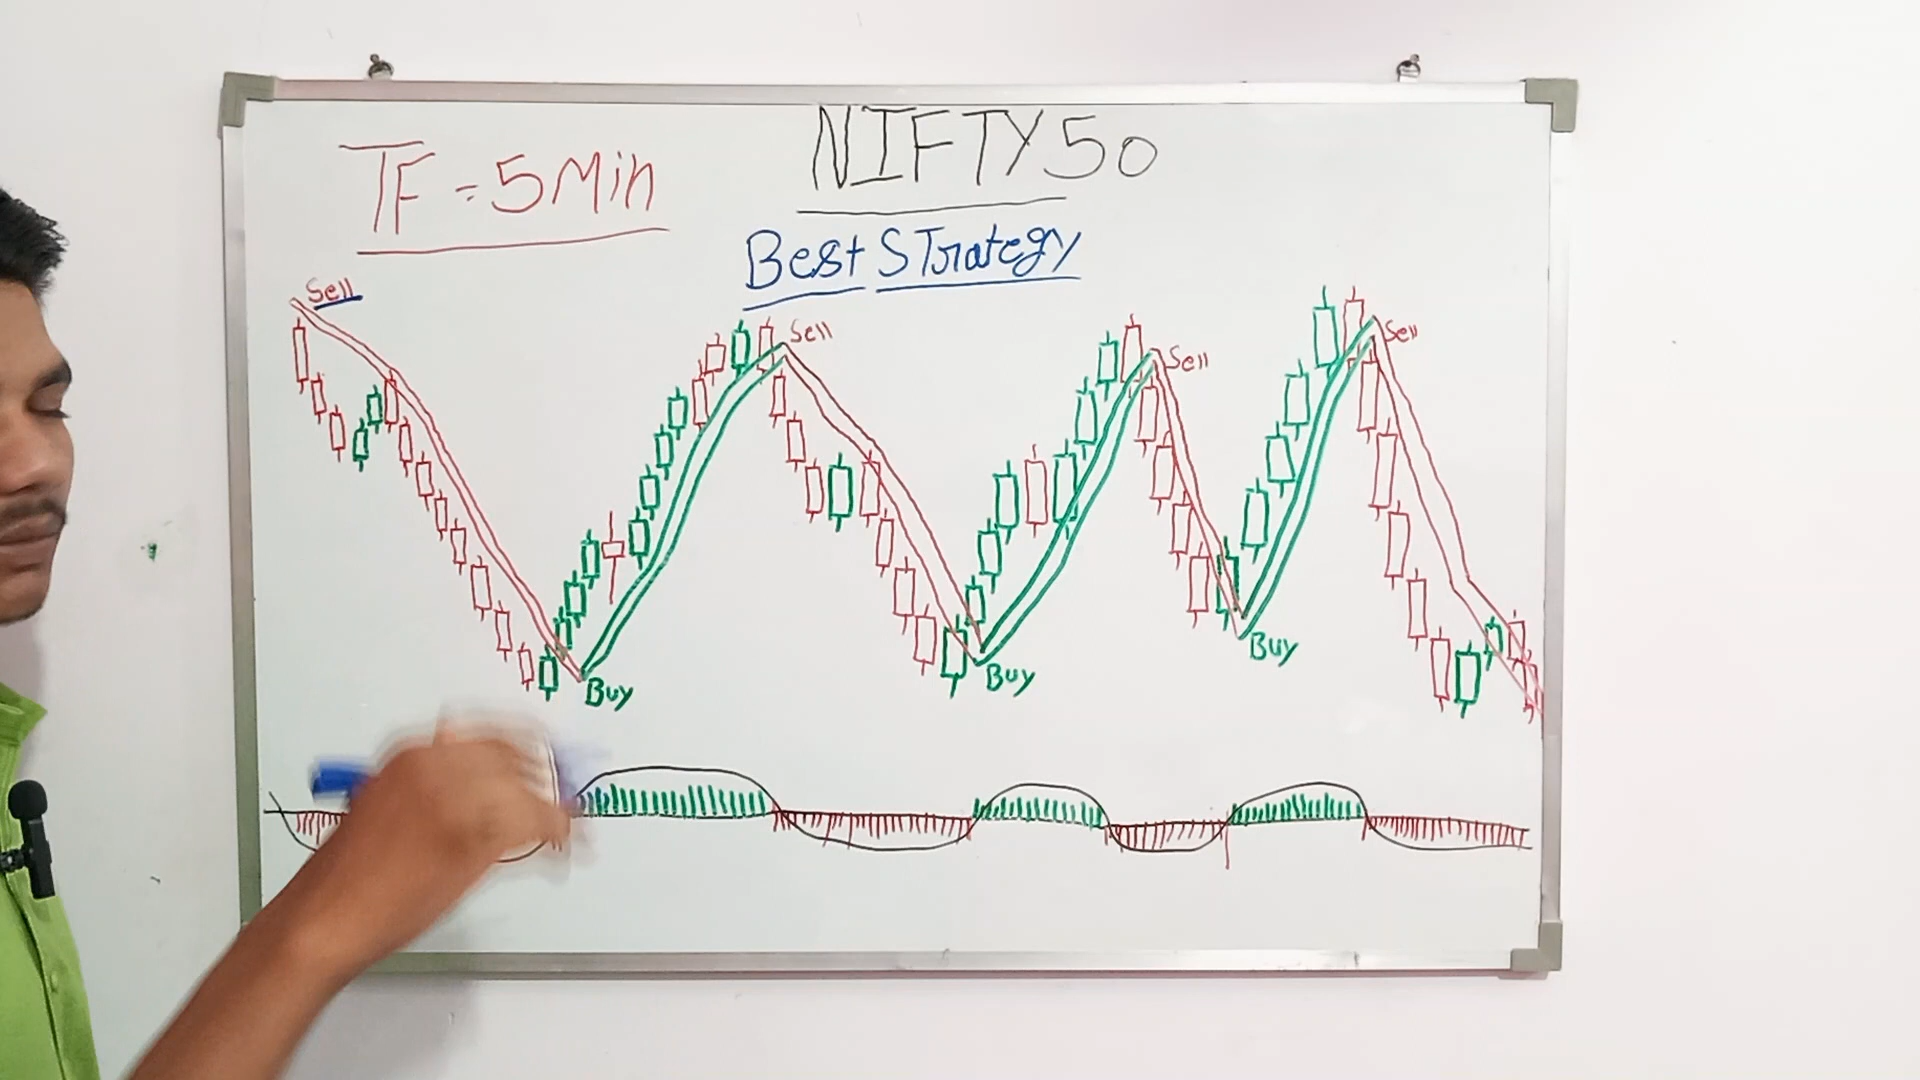 NIFTY 50
TF = 5 Min
Best STrategy
Sell
Sell
Sell
Sell
Buy
Buy
Buy